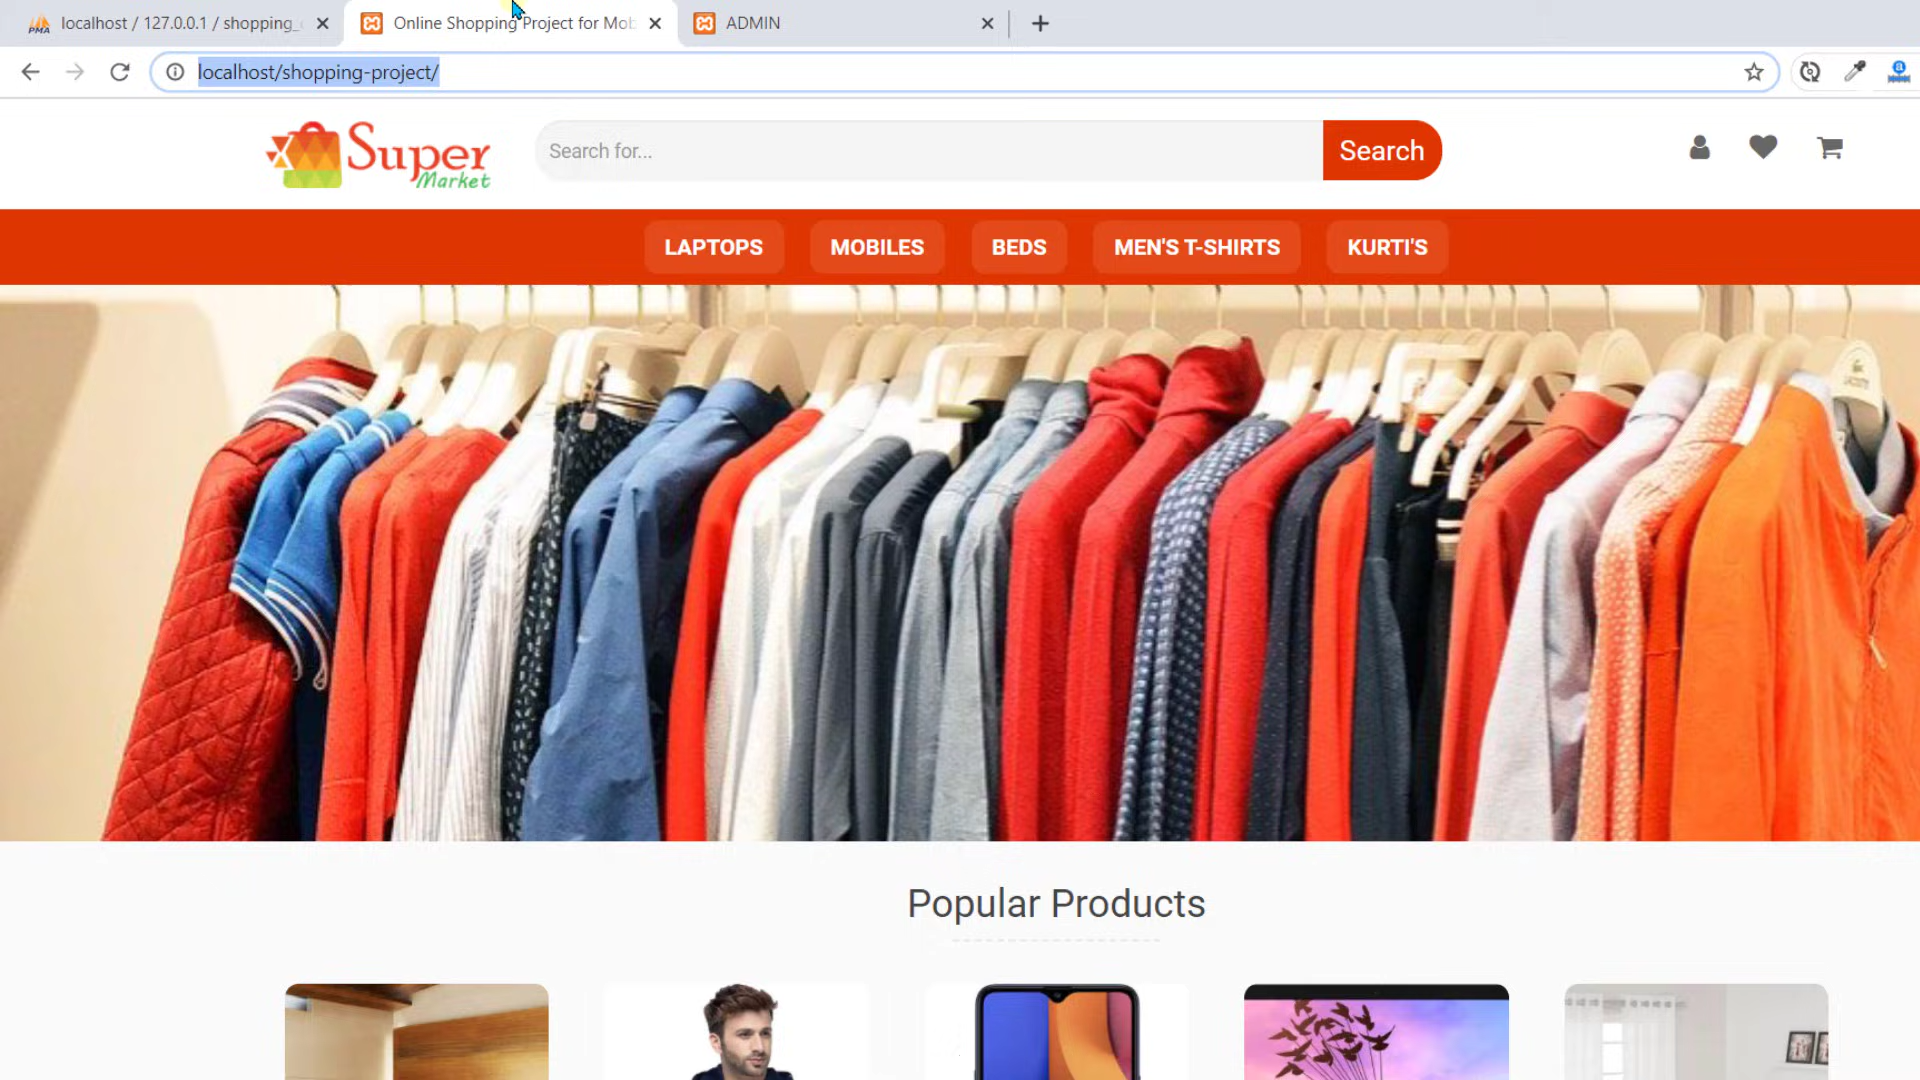 localhost / 127.0.0.1 / shopping_
Online Shopping Project for Mob
ADMIN
localhost/shopping-project/
Super
Market
Search for...
Search
LAPTOPS
MOBILES
BEDS
MEN'S T-SHIRTS
KURTI'S
Popular Products